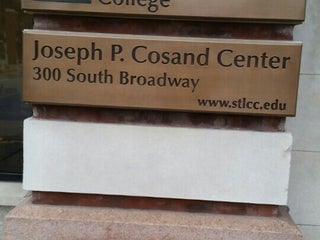 College
Joseph P. Cosand Center
300 South Broadway
www.stlcc.edu